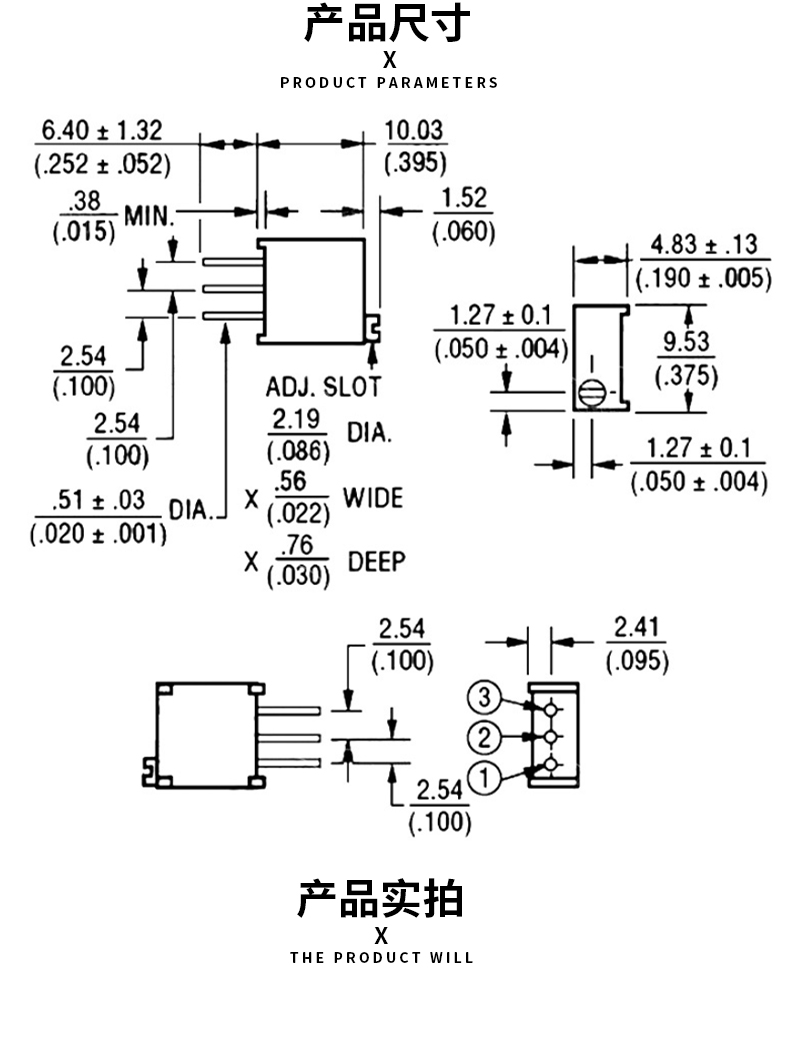 产品尺寸
X
PRODUCT PARAMETERS
6.40 ± 1.32
(.252 ± .052)
10.03
(.395)
.38
(.015)
MIN.
1.52
(.060)
4.83 ± .13
(.190 ± .005)
1.27 ± 0.1
(.050 ± .004)
9.53
(.375)
2.54
(.100)
ADJ. SLOT
2.54
(.100)
2.19
(.086)
DIA.
1.27 ± 0.1
(.050 ± .004)
.51 ± .03
(.020 ± .001)
DIA.
X .56
(.022)
WIDE
X .76
(.030)
DEEP
2.54
(.100)
2.41
(.095)
3
2
1
2.54
(.100)
产品实拍
X
THE PRODUCT WILL